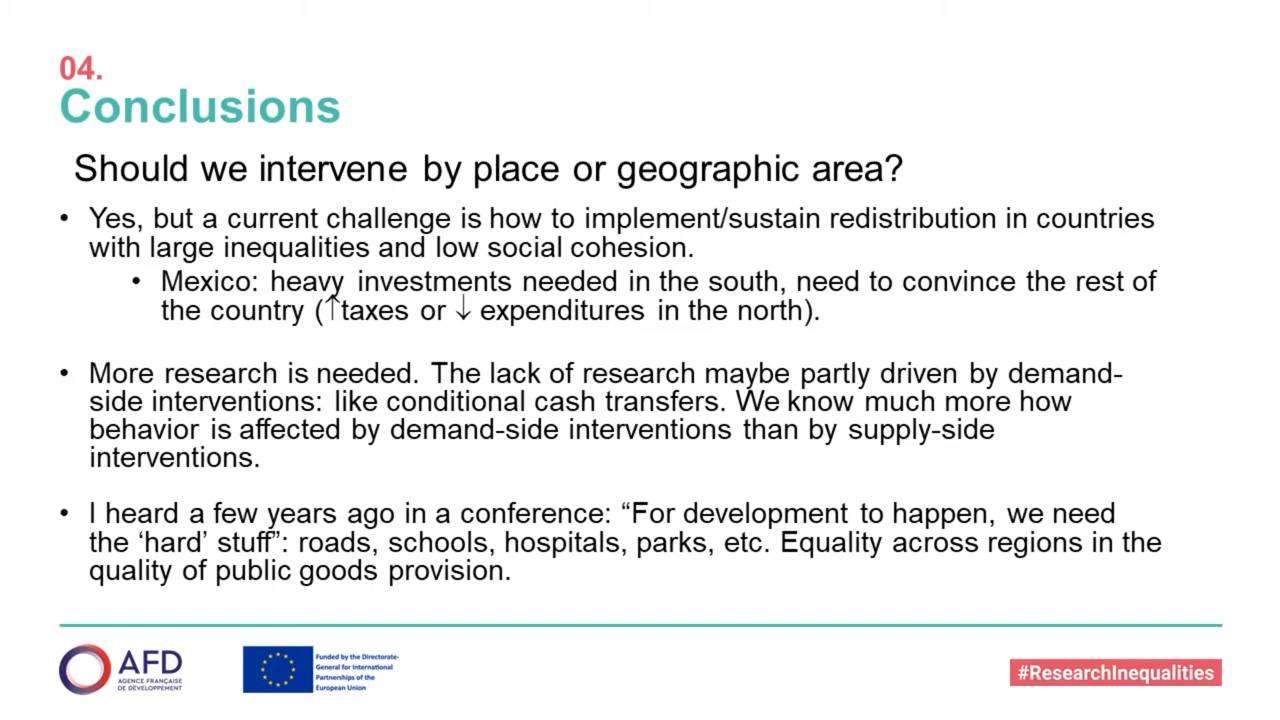 04.
Conclusions
Should we intervene by place or geographic area?
• Yes, but a current challenge is how to implement/sustain redistribution in countries
with large inequalities and low social cohesion.
• Mexico: heavy investments needed in the south, need to convince the rest of
the country (↑taxes or ↓ expenditures in the north).
• More research is needed. The lack of research maybe partly driven by demand-
side interventions: like conditional cash transfers. We know much more how
behavior is affected by demand-side interventions than by supply-side
interventions.
• I heard a few years ago in a conference: “For development to happen, we need
the ‘hard’ stuff”: roads, schools, hospitals, parks, etc. Equality across regions in the
quality of public goods provision.
AFD
AGENCE FRANÇAISE
DE DÉVELOPPEMENT
Funded by the Directorate-
General for International
Partnerships of the
European Union
#ResearchInequalities